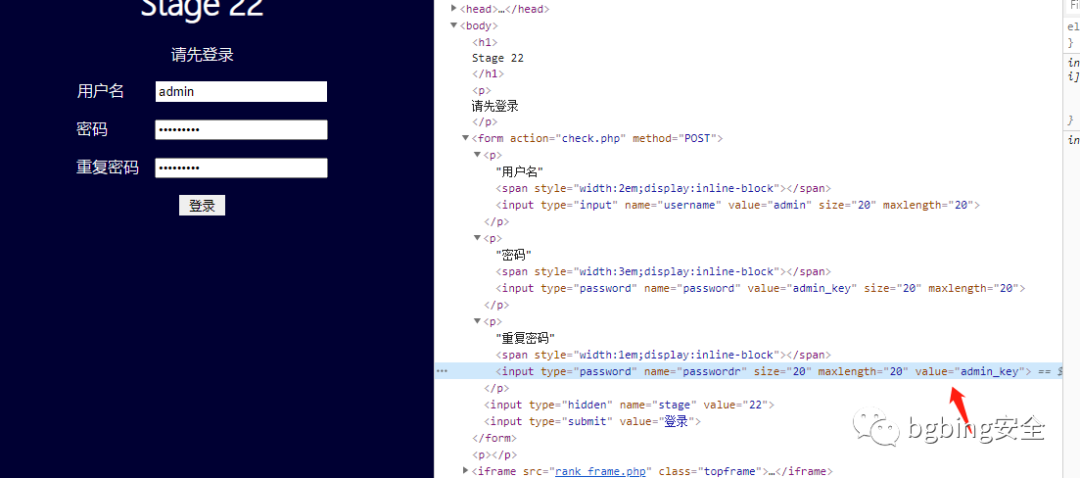 Stage 22
请先登录
用户名 admin
密码 •••••••••
重复密码 •••••••••
登录
<head>…</head>
<body>
<h1>
Stage 22
</h1>
<p>
请先登录
</p>
<form action="check.php" method="POST">
<p>
"用户名"
<span style="width:2em;display:inline-block"></span>
<input type="input" name="username" value="admin" size="20" maxlength="20">
</p>
<p>
"密码"
<span style="width:3em;display:inline-block"></span>
<input type="password" name="password" value="admin_key" size="20" maxlength="20">
</p>
<p>
"重复密码"
<span style="width:1em;display:inline-block"></span>
<input type="password" name="passwordr" size="20" maxlength="20" value="admin_key"> == $
</p>
<input type="hidden" name="stage" value="22">
<input type="submit" value="登录">
</form>
<p></p>
<iframe src="rank_frame.php" class="topframe">…</iframe>
Fi
el
}
in
i]
}
in
bgbing安全